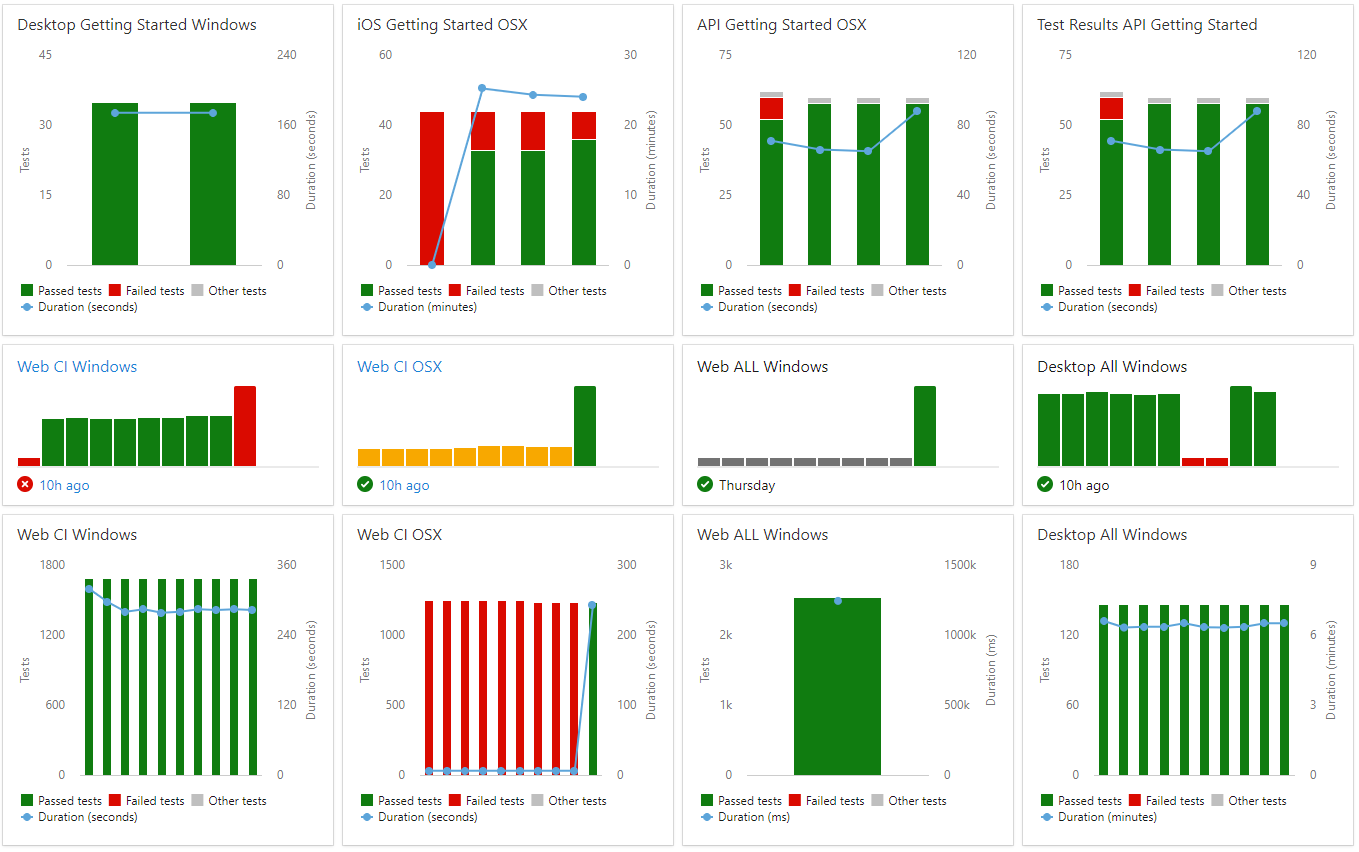 Desktop Getting Started Windows
45
240
30
160
15
80
0
0
Tests
Duration (seconds)
Passed tests Failed tests Other tests
Duration (seconds)
iOS Getting Started OSX
60
30
40
20
20
10
0
0
Tests
Duration (minutes)
Passed tests Failed tests Other tests
Duration (minutes)
API Getting Started OSX
75
120
50
80
25
40
0
0
Tests
Duration (seconds)
Passed tests Failed tests Other tests
Duration (seconds)
Test Results API Getting Started
75
120
50
80
25
40
0
0
Tests
Duration (seconds)
Passed tests Failed tests Other tests
Duration (seconds)
Web CI Windows
10h ago
Web CI OSX
10h ago
Web ALL Windows
Thursday
Desktop All Windows
10h ago
Web CI Windows
1800
360
1200
240
600
120
0
0
Tests
Duration (seconds)
Passed tests Failed tests Other tests
Duration (seconds)
Web CI OSX
1500
300
1000
200
500
100
0
0
Tests
Duration (seconds)
Passed tests Failed tests Other tests
Duration (seconds)
Web ALL Windows
3k
1500k
2k
1000k
1k
500k
0
0
Tests
Duration (ms)
Passed tests Failed tests Other tests
Duration (ms)
Desktop All Windows
180
9
120
6
60
3
0
0
Tests
Duration (minutes)
Passed tests Failed tests Other tests
Duration (minutes)